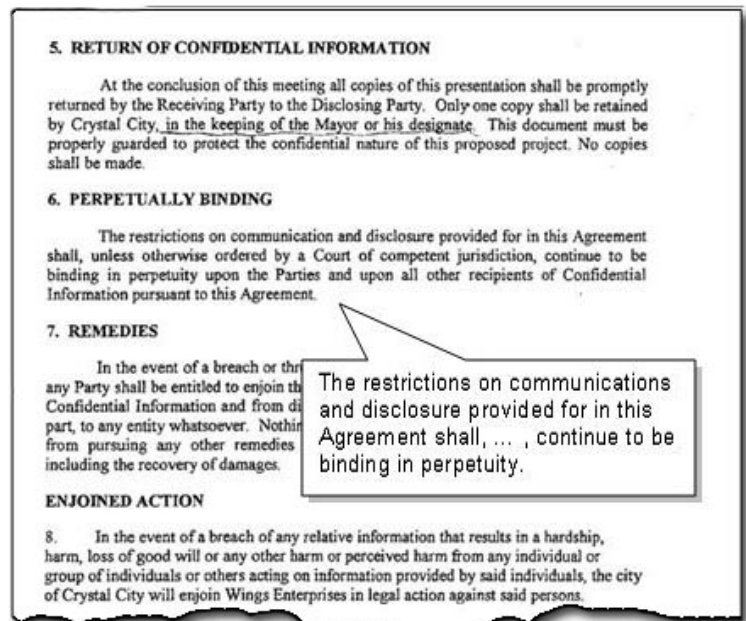 5. RETURN OF CONFIDENTIAL INFORMATION
At the conclusion of this meeting all copies of this presentation shall be promptly
returned by the Receiving Party to the Disclosing Party. Only one copy shall be retained
by Crystal City, in the keeping of the Mayor or his designate. This document must be
properly guarded to protect the confidential nature of this proposed project. No copies
shall be made.
6. PERPETUALLY BINDING
The restrictions on communication and disclosure provided for in this Agreement
shall, unless otherwise ordered by a Court of competent jurisdiction, continue to be
binding in perpetuity upon the Parties and upon all other recipients of Confidential
Information pursuant to this Agreement.
7. REMEDIES
In the event of a breach or thr
any Party shall be entitled to enjoin th
Confidential Information and from di
part, to any entity whatsoever. Nothin
from pursuing any other remedies
including the recovery of damages.
The restrictions on communications
and disclosure provided for in this
Agreement shall, ... , continue to be
binding in perpetuity.
ENJOINED ACTION
8. In the event of a breach of any relative information that results in a hardship,
harm, loss of good will or any other harm or perceived harm from any individual or
group of individuals or others acting on information provided by said individuals, the city
of Crystal City will enjoin Wings Enterprises in legal action against said persons.